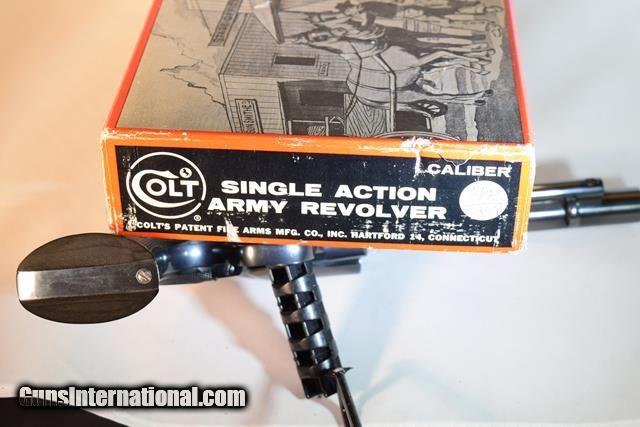 CALIBER
COLT
®
SINGLE ACTION
ARMY REVOLVER
COLT'S PATENT FIRE ARMS MFG. CO., INC. HARTFORD 14, CONNECTICUT
GunsInternational.com